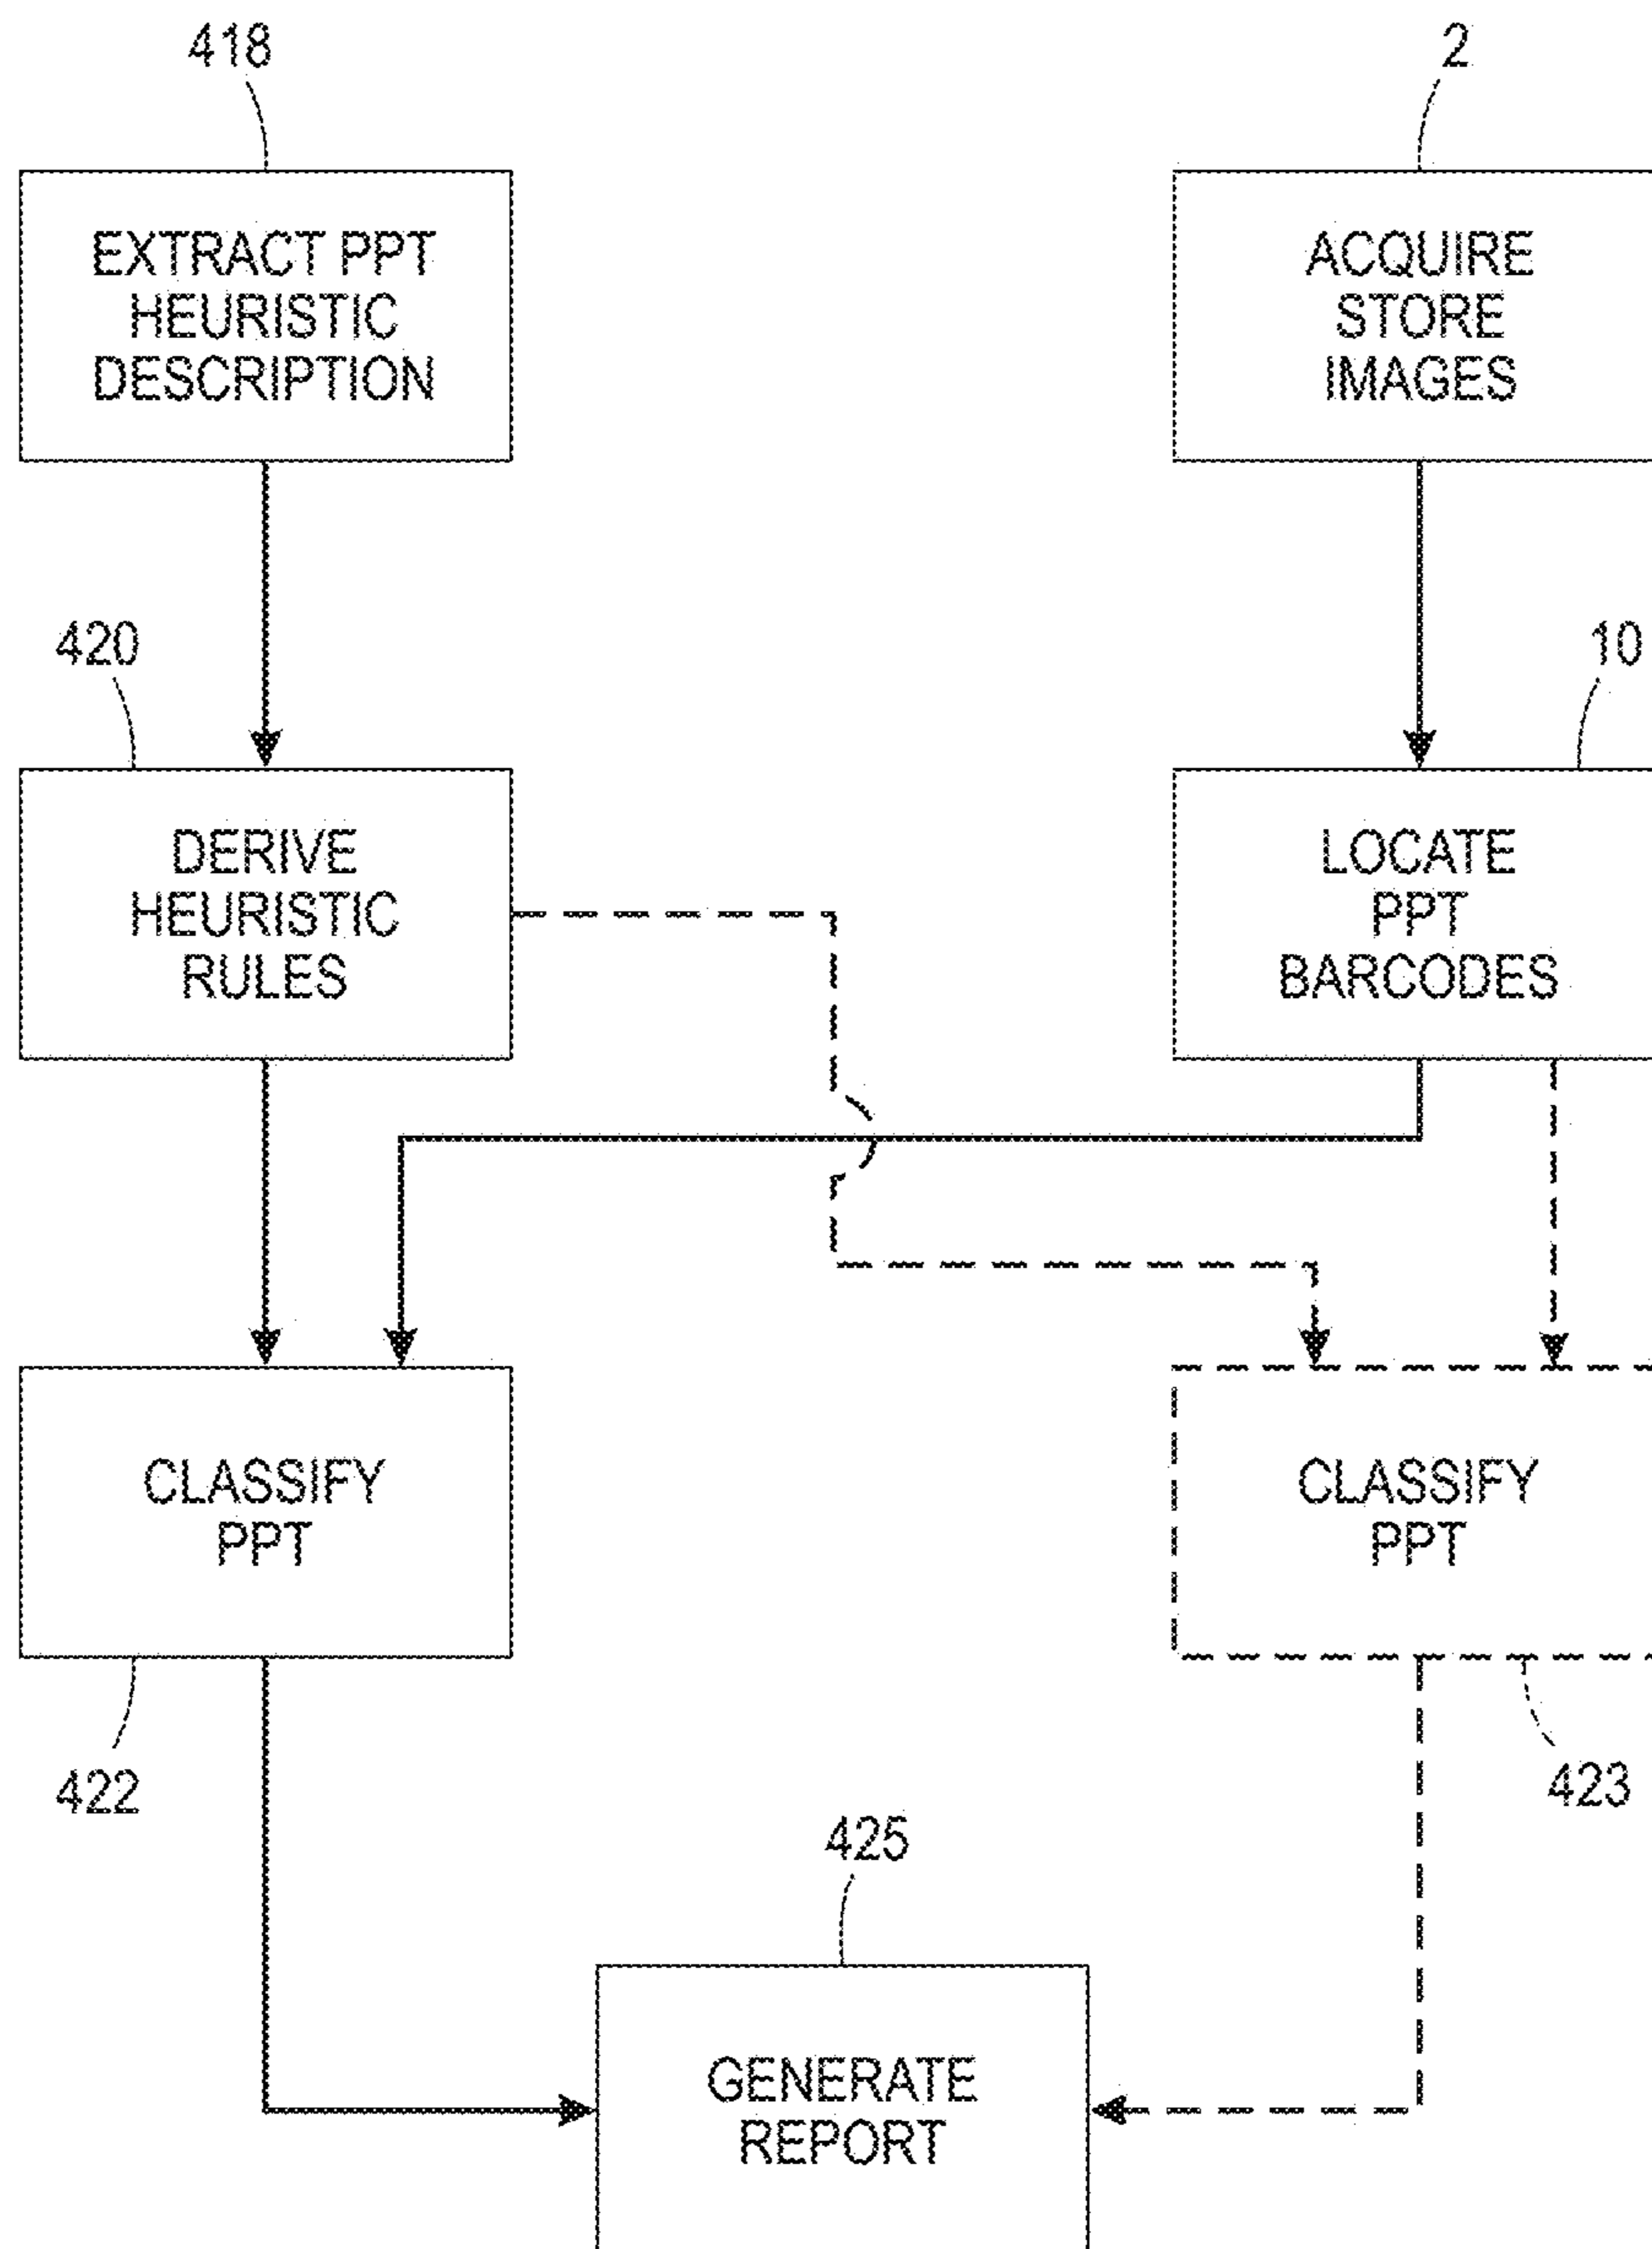 418
2
EXTRACT PPT
HEURISTIC
DESCRIPTION
ACQUIRE
STORE
IMAGES
420
10
DERIVE
HEURISTIC
RULES
LOCATE
PPT
BARCODES
CLASSIFY
PPT
CLASSIFY
PPT
422
423
425
GENERATE
REPORT